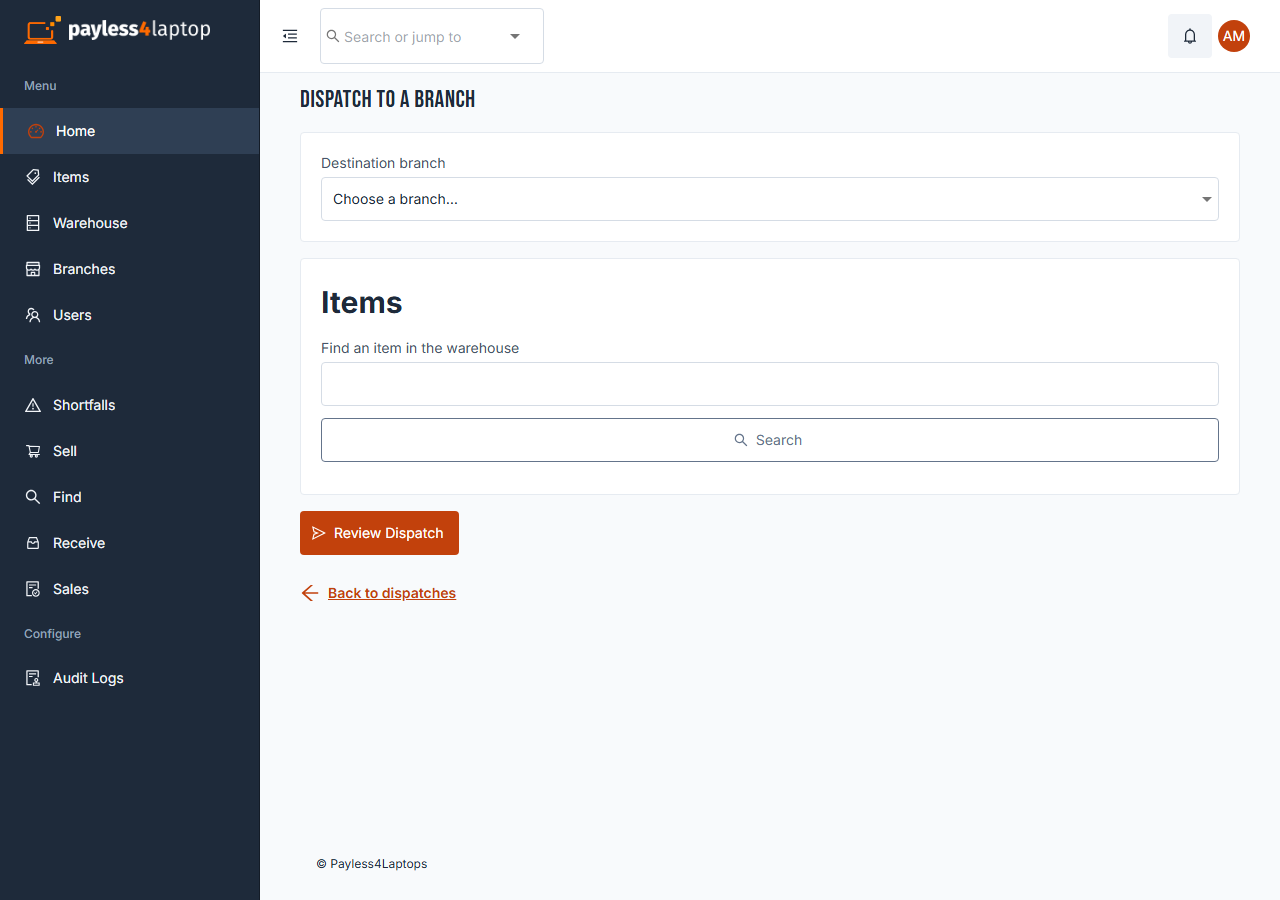 payless4laptop
Menu
Home
Items
Warehouse
Branches
Users
More
Shortfalls
Sell
Find
Receive
Sales
Configure
Audit Logs
Search or jump to
AM
DISPATCH TO A BRANCH
Destination branch
Choose a branch...
Items
Find an item in the warehouse
Search
Review Dispatch
Back to dispatches
© Payless4Laptops